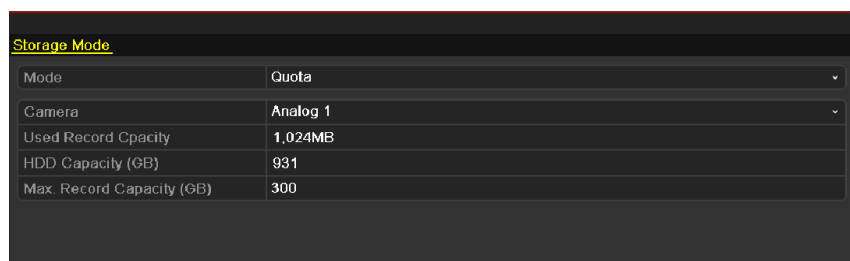 Storage Mode
Mode Quota
Camera Analog 1
Used Record Cpacity 1,024MB
HDD Capacity (GB) 931
Max. Record Capacity (GB) 300